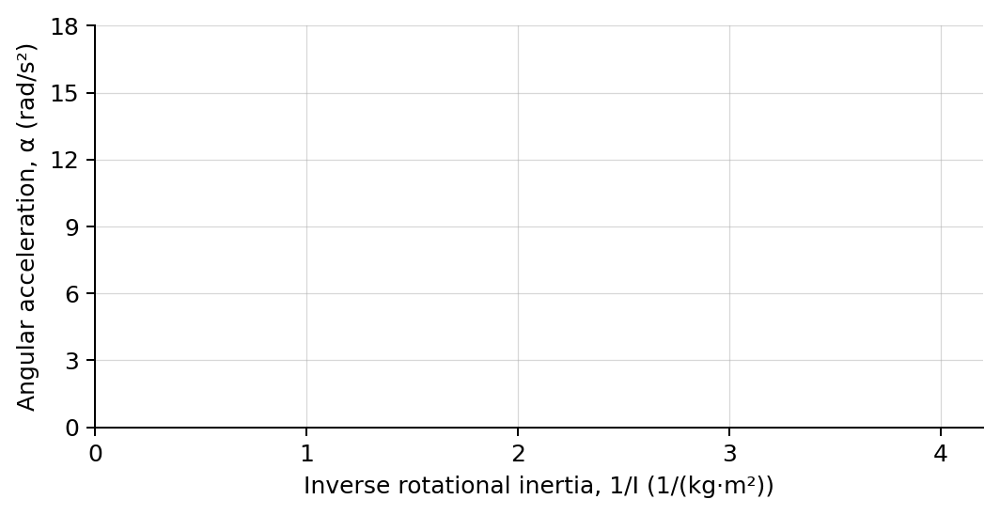 Angular acceleration, α (rad/s²)
18
15
12
9
6
3
0
0 1 2 3 4
Inverse rotational inertia, 1/I (1/(kg·m²))